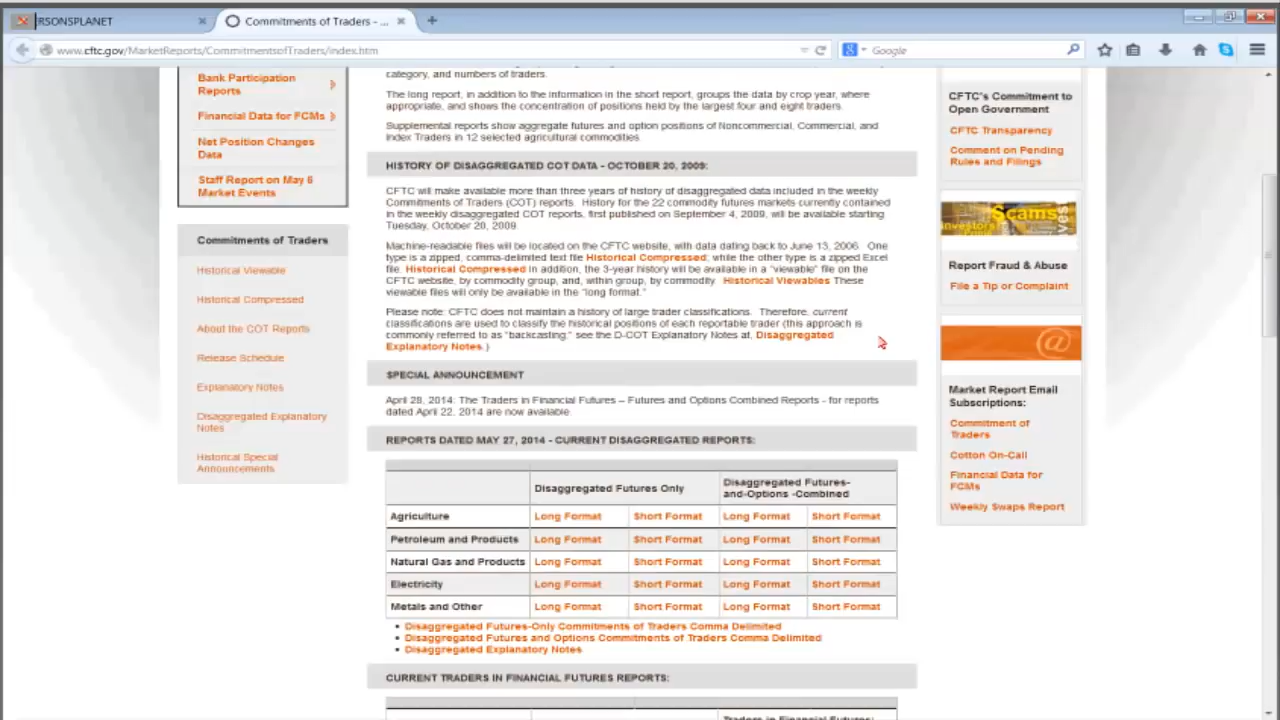 RSONSPLANET
Commitments of Traders - ...
www.cftc.gov/MarketReports/CommitmentsofTraders/index.htm
Google
Bank Participation
Reports
Financial Data for FCMs
Net Position Changes
Data
Staff Report on May 6
Market Events
Commitments of Traders
Historical Viewable
Historical Compressed
About the COT Reports
Release Schedule
Explanatory Notes
Disaggregated Explanatory
Notes
Historical Special
Announcements
category, and numbers of traders.
The long report, in addition to the information in the short report, groups the data by crop year, where
appropriate, and shows the concentration of positions held by the largest four and eight traders.
Supplemental reports show aggregate futures and option positions of Noncommercial, Commercial, and
Index Traders in 12 selected agricultural commodities.
HISTORY OF DISAGGREGATED COT DATA - OCTOBER 20, 2009:
CFTC will make available more than three years of history of disaggregated data included in the weekly
Commitments of Traders (COT) reports. History for the 22 commodity futures markets currently contained
in the weekly disaggregated COT reports, first published on September 4, 2009, will be available starting
Tuesday, October 20, 2009
Machine-readable files will be located on the CFTC website, with data dating back to June 13, 2006. One
type is a zipped, comma-delimited text file Historical Compressed; while the other type is a zipped Excel
file. Historical Compressed in addition, the 3-year history will be available in a "viewable" file on the
CFTC website, by commodity group, and, within group, by commodity Historical Viewables These
viewable files will only be available in the "long format."
Please note: CFTC does not maintain a history of large trader classifications. Therefore, current
classifications are used to classify the historical positions of each reportable trader (this approach is
commonly referred to as "backcasting," see the D-COT Explanatory Notes at, Disaggregated
Explanatory Notes.)
SPECIAL ANNOUNCEMENT
April 28, 2014: The Traders in Financial Futures – Futures and Options Combined Reports - for reports
dated April 22, 2014 are now available.
REPORTS DATED MAY 27, 2014 - CURRENT DISAGGREGATED REPORTS:
Disaggregated Futures Only
Disaggregated Futures-
and-Options -Combined
Agriculture Long Format Short Format Long Format Short Format
Petroleum and Products Long Format Short Format Long Format Short Format
Natural Gas and Products Long Format Short Format Long Format Short Format
Electricity Long Format Short Format Long Format Short Format
Metals and Other Long Format Short Format Long Format Short Format
• Disaggregated Futures-Only Commitments of Traders Comma Delimited
• Disaggregated Futures and Options Commitments of Traders Comma Delimited
• Disaggregated Explanatory Notes
CURRENT TRADERS IN FINANCIAL FUTURES REPORTS:
Traders in Financial Futures:
CFTC's Commitment to
Open Government
CFTC Transparency
Comment on Pending
Rules and Filings
Scams
Investors
Report Fraud & Abuse
File a Tip or Complaint
@
Market Report Email
Subscriptions:
Commitment of
Traders
Cotton On-Call
Financial Data for
FCMs
Weekly Swaps Report